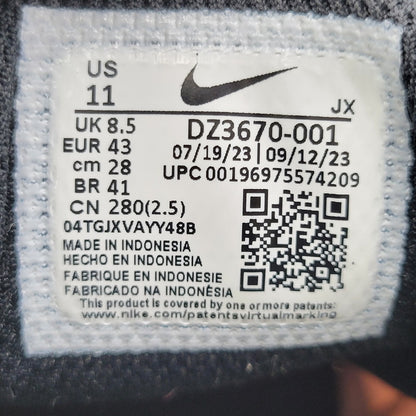 US
11
JX
UK 8.5
DZ3670-001
EUR 43
07/19/23 | 09/12/23
cm 28
UPC 00196975574209
BR 41
CN 280(2.5)
04TGJXVAYY48B
MADE IN INDONESIA
HECHO EN INDONESIA
FABRIQUE EN INDONESIE
FABRICADO NA INDONÈSIA
This product is covered by one or more patents:
www.nike.com/patentsvirtualmarking